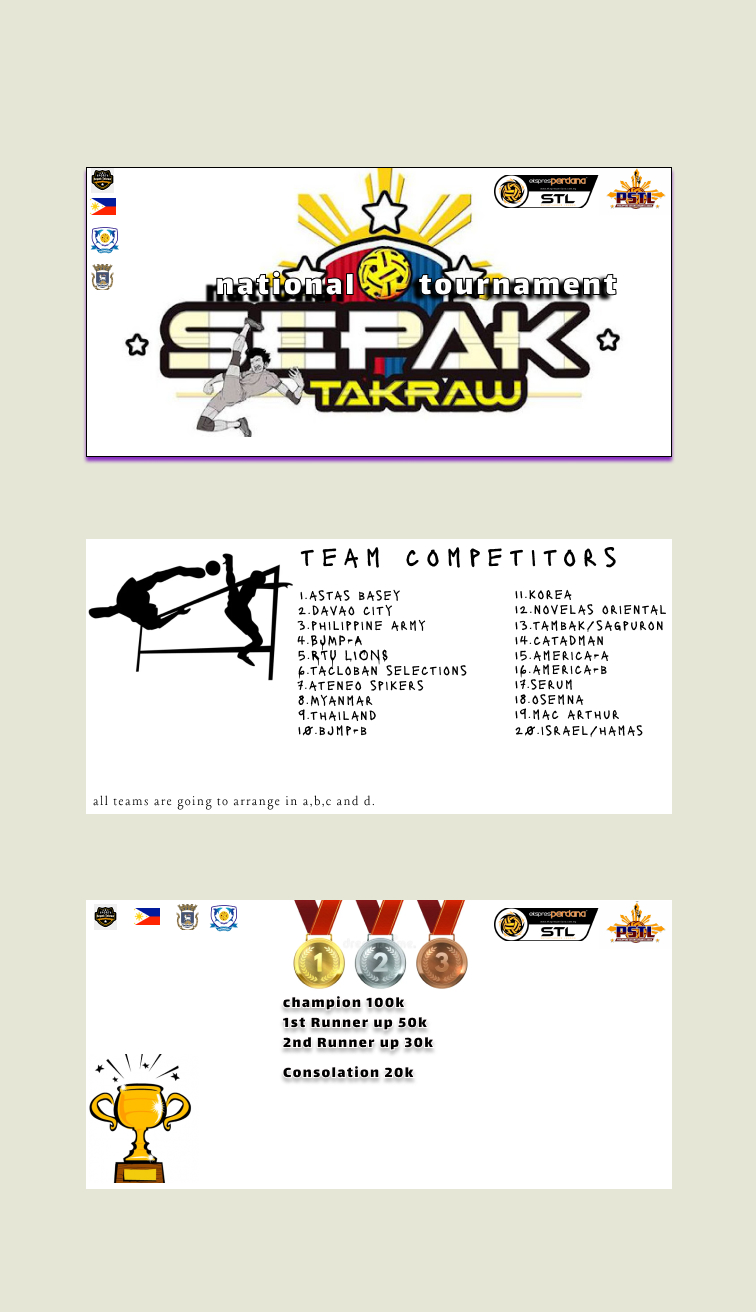 ekspresperdana
STL
PSTL
national tournament
SEPAK
TAKRAW
TEAM COMPETITORS
1.ASTAS BASEY
2.DAVAO CITY
3.PHILIPPINE ARMY
4.BJMP-A
5.RTU LIONS
6.TACLOBAN SELECTIONS
7.ATENEO SPIKERS
8.MYANMAR
9.THAILAND
10.BJMP-B
11.KOREA
12.NOVELAS ORIENTAL
13.TAMBAK/SAGPURON
14.CATADMAN
15.AMERICA-A
16.AMERICA-B
17.SERUM
18.OSEMNA
19.MAC ARTHUR
20.ISRAEL/HAMAS
all teams are going to arrange in a,b,c and d.
ekspresperdana
STL
PSTL
1 2 3
champion 100k
1st Runner up 50k
2nd Runner up 30k
Consolation 20k